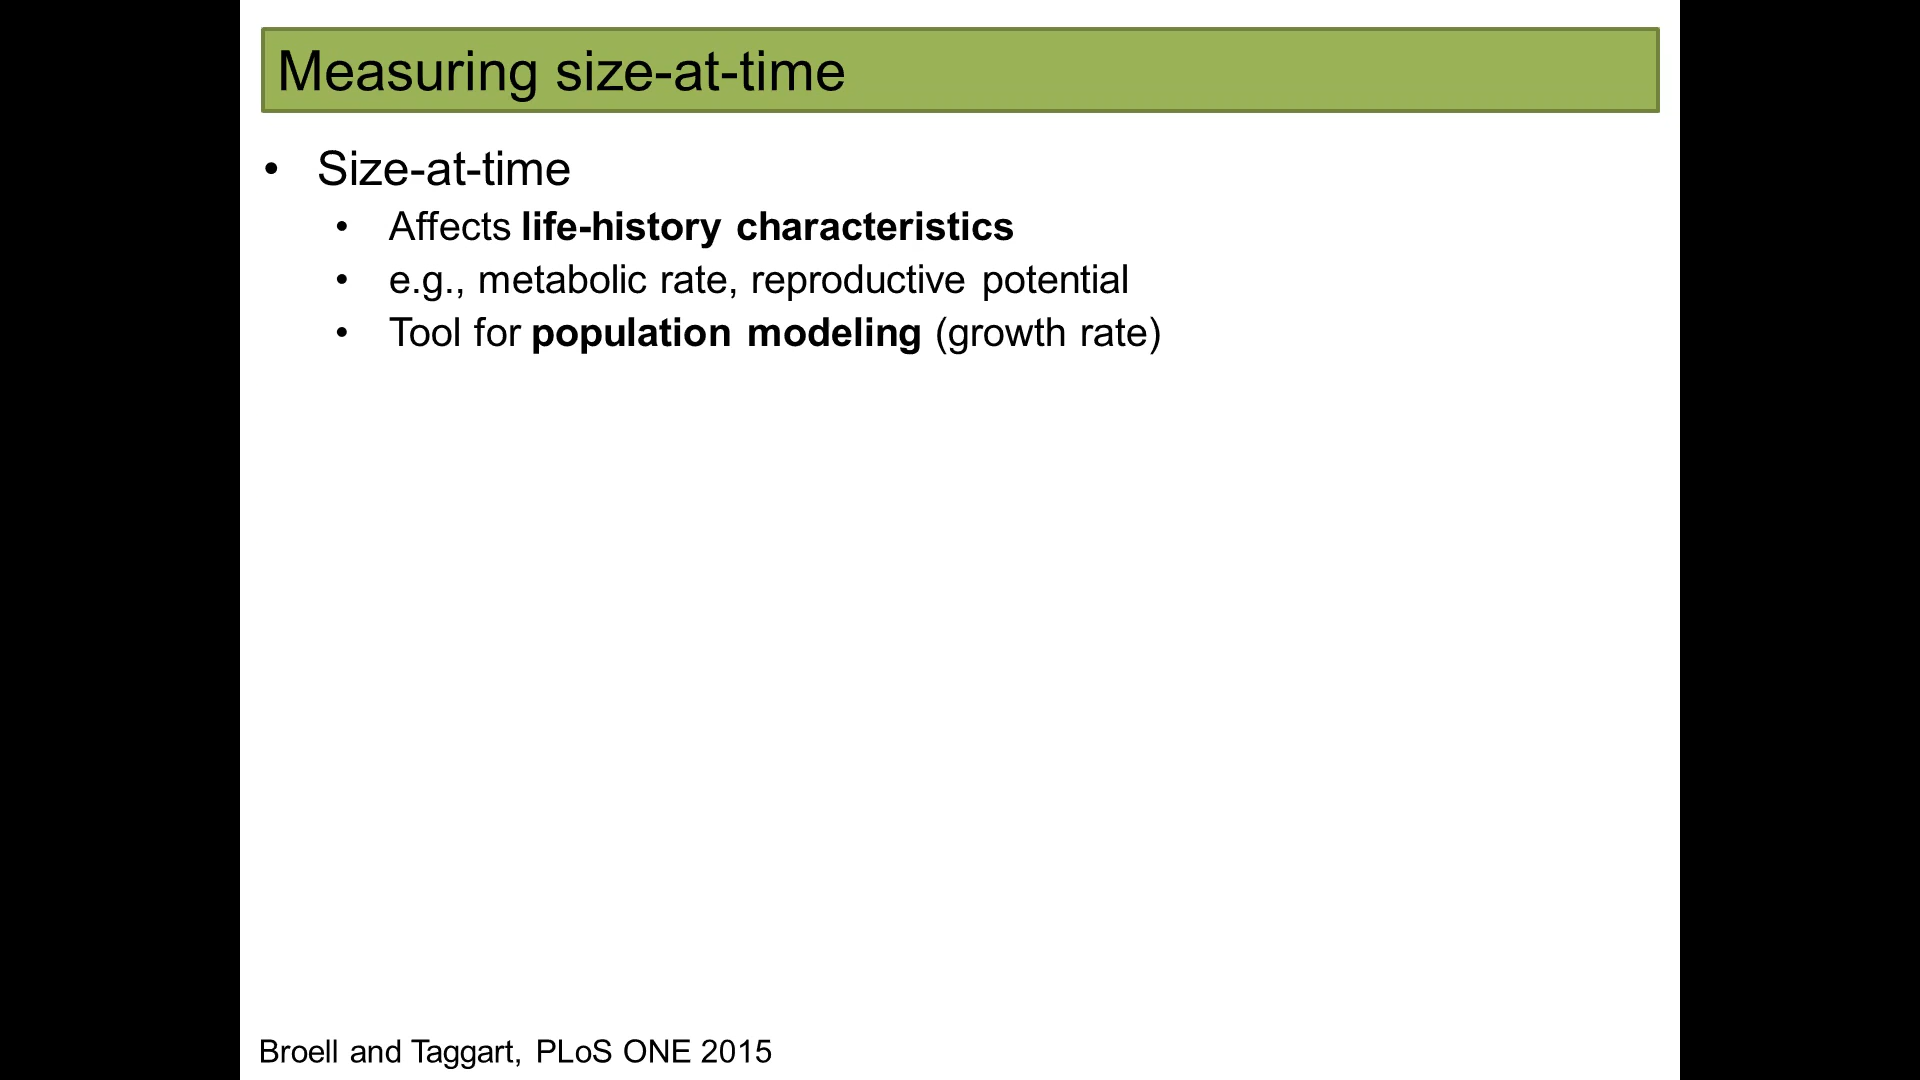 Measuring size-at-time
• Size-at-time
• Affects life-history characteristics
• e.g., metabolic rate, reproductive potential
• Tool for population modeling (growth rate)
Broell and Taggart, PLoS ONE 2015